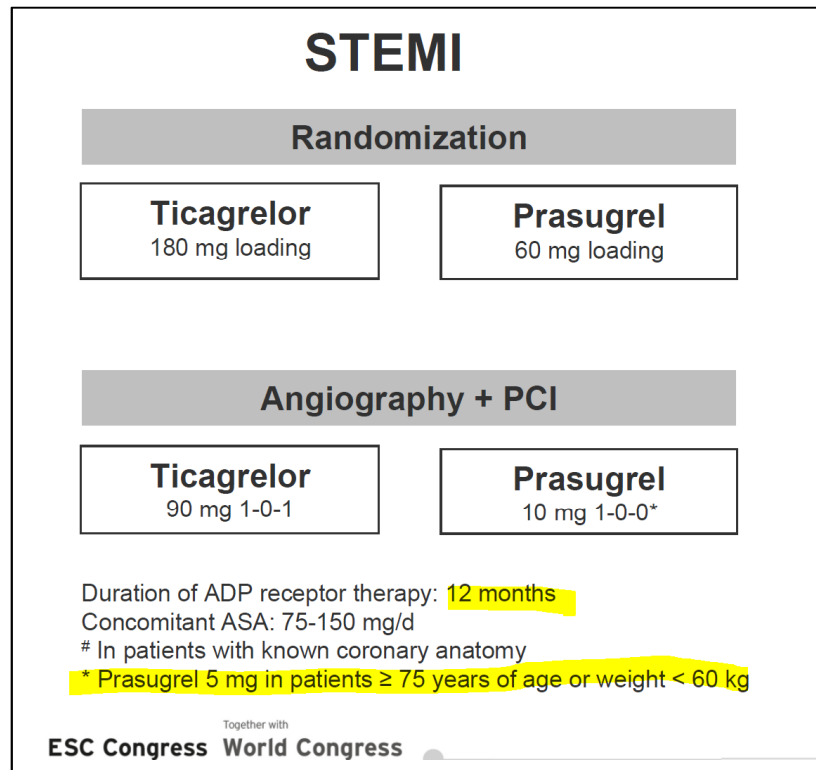 STEMI
Randomization
Ticagrelor
180 mg loading
Prasugrel
60 mg loading
Angiography + PCI
Ticagrelor
90 mg 1-0-1
Prasugrel
10 mg 1-0-0*
Duration of ADP receptor therapy: 12 months
Concomitant ASA: 75-150 mg/d
# In patients with known coronary anatomy
* Prasugrel 5 mg in patients ≥ 75 years of age or weight < 60 kg
Together with
ESC Congress World Congress